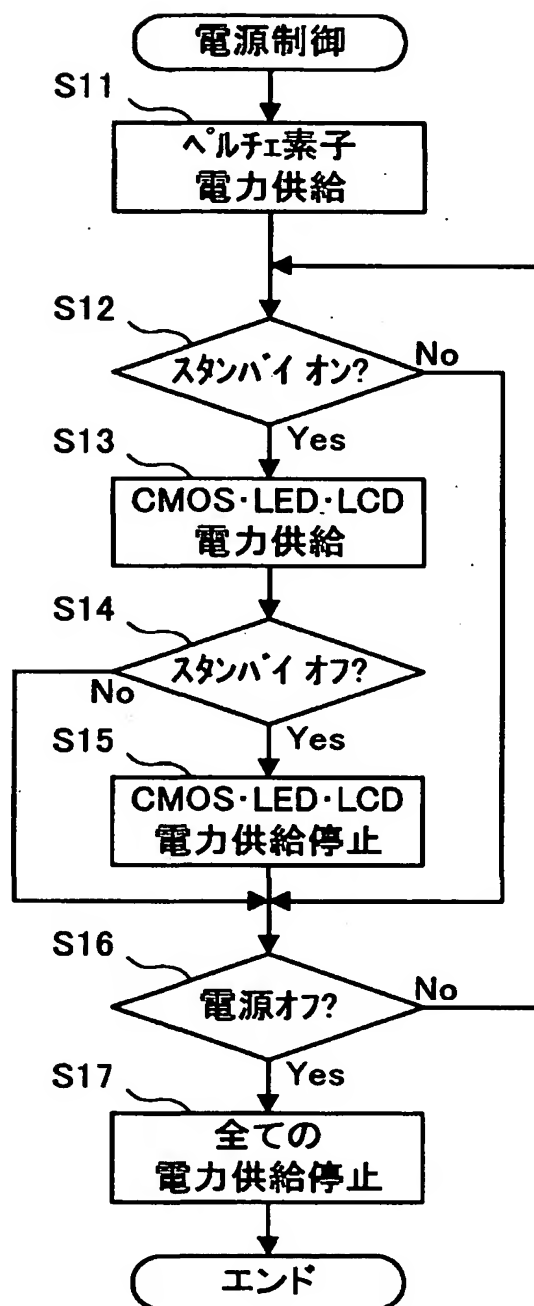 電源制御
S11
ペルチェ素子
電力供給
S12
スタンバイ オン?
No
Yes
S13
CMOS・LED・LCD
電力供給
S14
スタンバイ オフ?
No
Yes
S15
CMOS・LED・LCD
電力供給停止
S16
電源オフ?
No
Yes
S17
全ての
電力供給停止
エンド